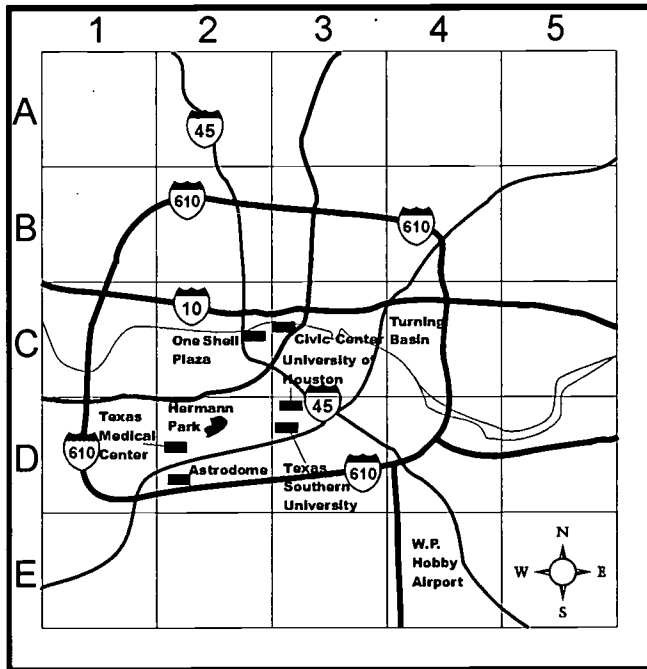 1 2 3 4 5
A
45
610
B
610
10
C
One Shell
Plaza
Civic Center
Turning
Basin
University of
Houston
45
Texas
Medical
Center
Hermann
Park
D
610
Astrodome
Texas
Southern
University
610
E
W.P.
Hobby
Airport
N
W E
S